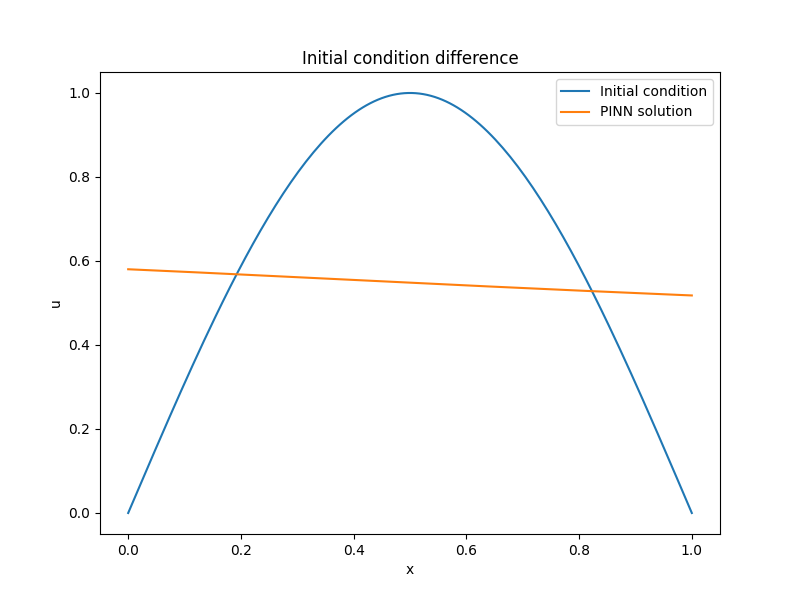 Initial condition difference
Initial condition
PINN solution
1.0
0.8
0.6
0.4
0.2
0.0
u
0.0 0.2 0.4 0.6 0.8 1.0
x